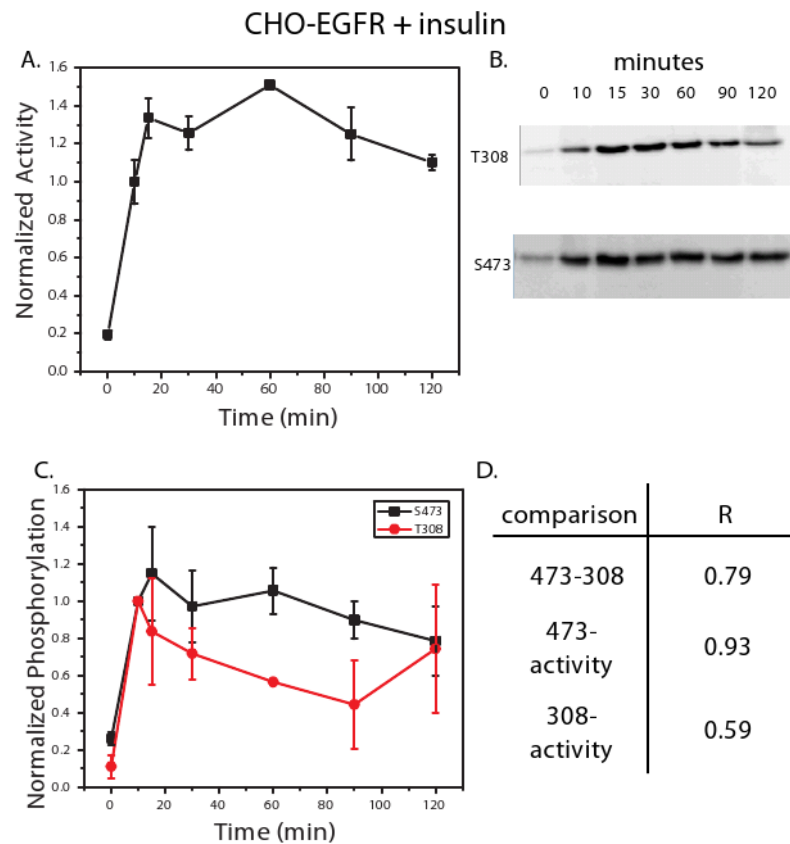 CHO-EGFR + insulin
A.
Normalized Activity
1.6
1.4
1.2
1.0
0.8
0.6
0.4
0.2
0.0
0 20 40 60 80 100 120
Time (min)
B.
minutes
0 10 15 30 60 90 120
T308
S473
C.
Normalized Phosphorylation
1.6
1.4
1.2
1.0
0.8
0.6
0.4
0.2
0.0
S473
T308
0 20 40 60 80 100 120
Time (min)
D.
comparison R
473-308 0.79
473-
activity 0.93
308-
activity 0.59